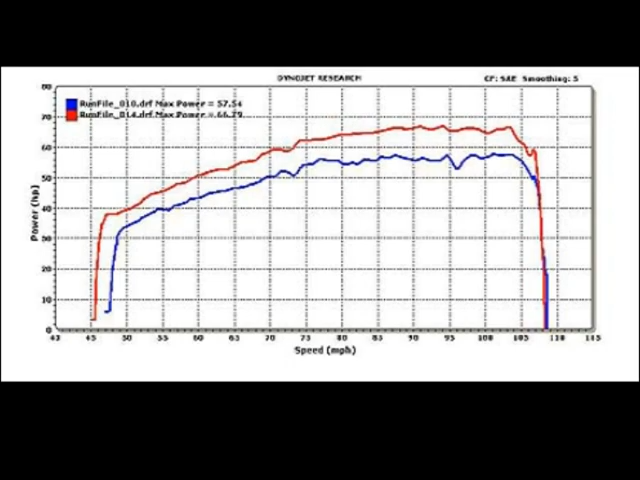 DYNOJET RESEARCH
CF: SAE Smoothing: 5
RunFile_010.drf Max Power = 57.54
RunFile_014.drf Max Power = 66.79
80
70
60
50
40
30
20
10
0
Power (hp)
45 50 55 60 65 70 75 80 85 90 95 100 105 110 115
Speed (mph)